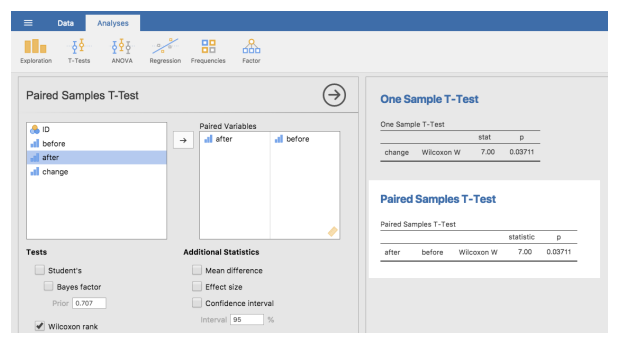 Data
Analyses
Exploration
T-Tests
ANOVA
Regression
Frequencies
Factor
Paired Samples T-Test
ID
before
after
change
Paired Variables
after before
Tests
Student's
Bayes factor
Prior 0.707
Wilcoxon rank
Additional Statistics
Mean difference
Effect size
Confidence interval
Interval 95 %
One Sample T-Test
One Sample T-Test
stat p
change Wilcoxon W 7.00 0.03711
Paired Samples T-Test
Paired Samples T-Test
statistic p
after before Wilcoxon W 7.00 0.03711